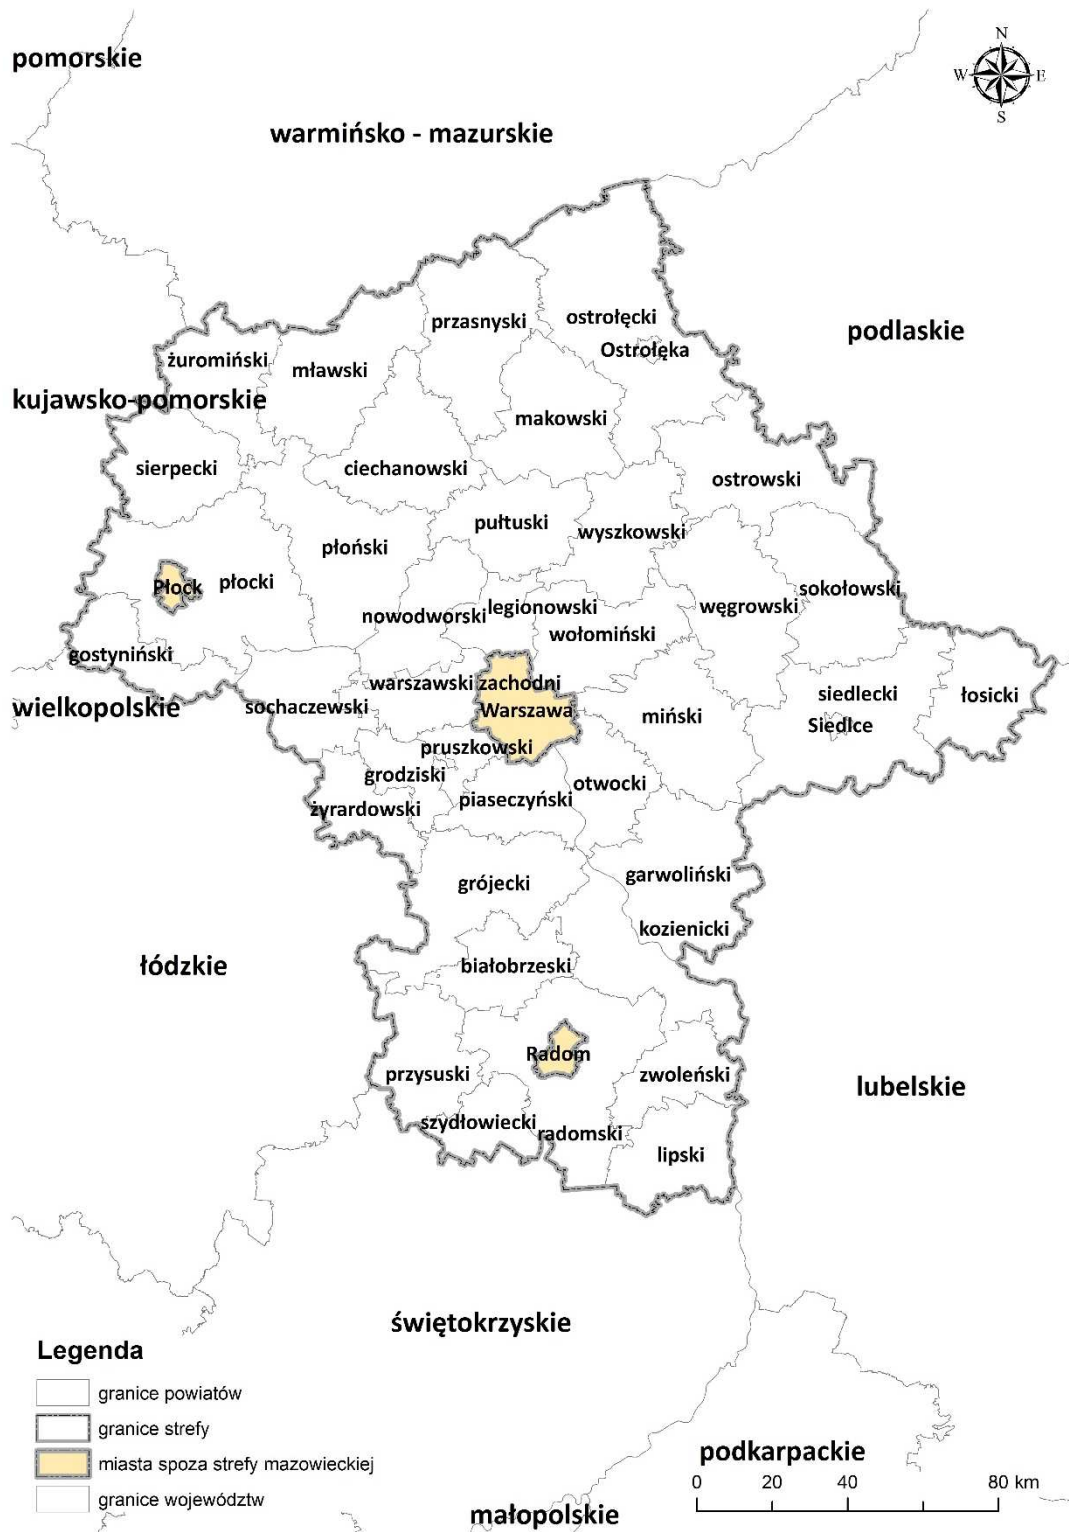 pomorskie
N
W E
S
warmińsko - mazurskie
przasnyski
ostrołęcki
podlaskie
Ostrołęka
żuromiński
mławski
kujawsko-pomorskie
makowski
sierpecki
ciechanowski
ostrowski
pułtuski
wyszkowski
płoński
Płock
płocki
sokołowski
nowodworski
legionowski
węgrowski
wołomiński
gostyniński
warszawski zachodni
siedlecki
łosicki
wielkopolskie
sochaczewski
Warszawa
miński
Siedlce
pruszkowski
grodziski
otwocki
żyrardowski
piaseczyński
grójecki
garwoliński
kozienicki
łódzkie
białobrzeski
Radom
przysuski
zwoleński
lubelskie
szydłowiecki
radomski
lipski
świętokrzyskie
Legenda
granice powiatów
granice strefy
miasta spoza strefy mazowieckiej
granice województw
podkarpackie
0 20 40 80 km
małopolskie